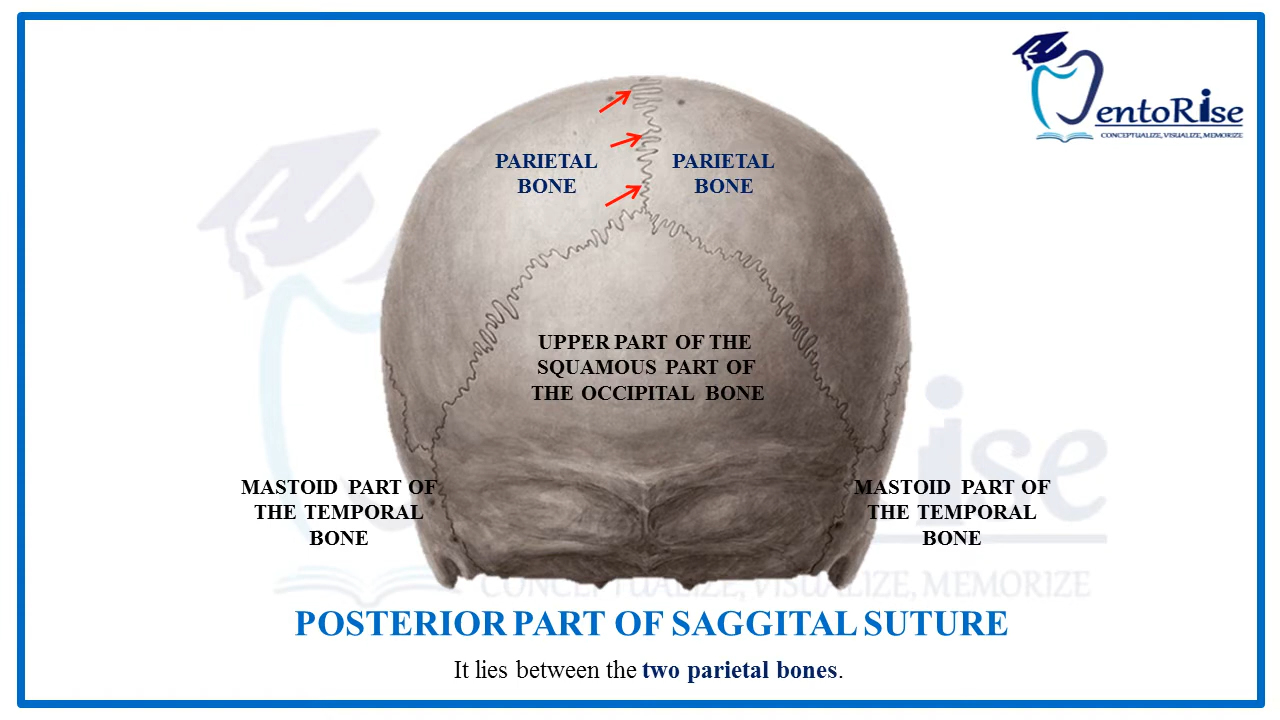 entoRise
CONCEPTUALIZE, VISUALIZE, MEMORIZE
PARIETAL
BONE
PARIETAL
BONE
UPPER PART OF THE
SQUAMOUS PART OF
THE OCCIPITAL BONE
MASTOID PART OF
THE TEMPORAL
BONE
MASTOID PART OF
THE TEMPORAL
BONE
ise
CONCEPTUALIZE, VISUALIZE, MEMORIZE
POSTERIOR PART OF SAGGITAL SUTURE
It lies between the two parietal bones.